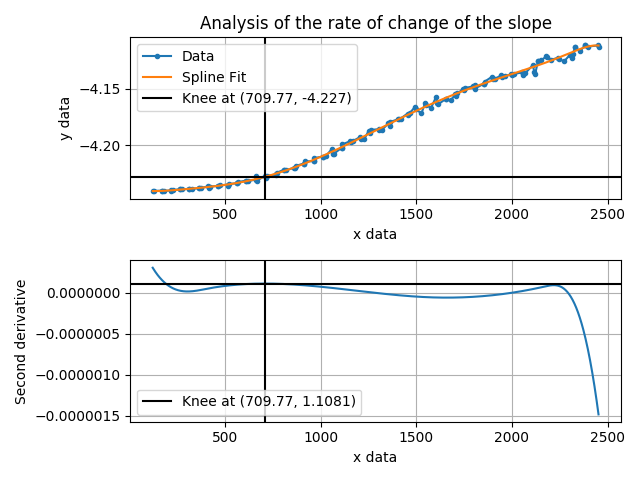 Analysis of the rate of change of the slope
Data
Spline Fit
Knee at (709.77, -4.227)
−4.15
−4.20
y data
500 1000 1500 2000 2500
x data
0.0000000
−0.0000005
−0.0000010
−0.0000015
Second derivative
Knee at (709.77, 1.1081)
500 1000 1500 2000 2500
x data